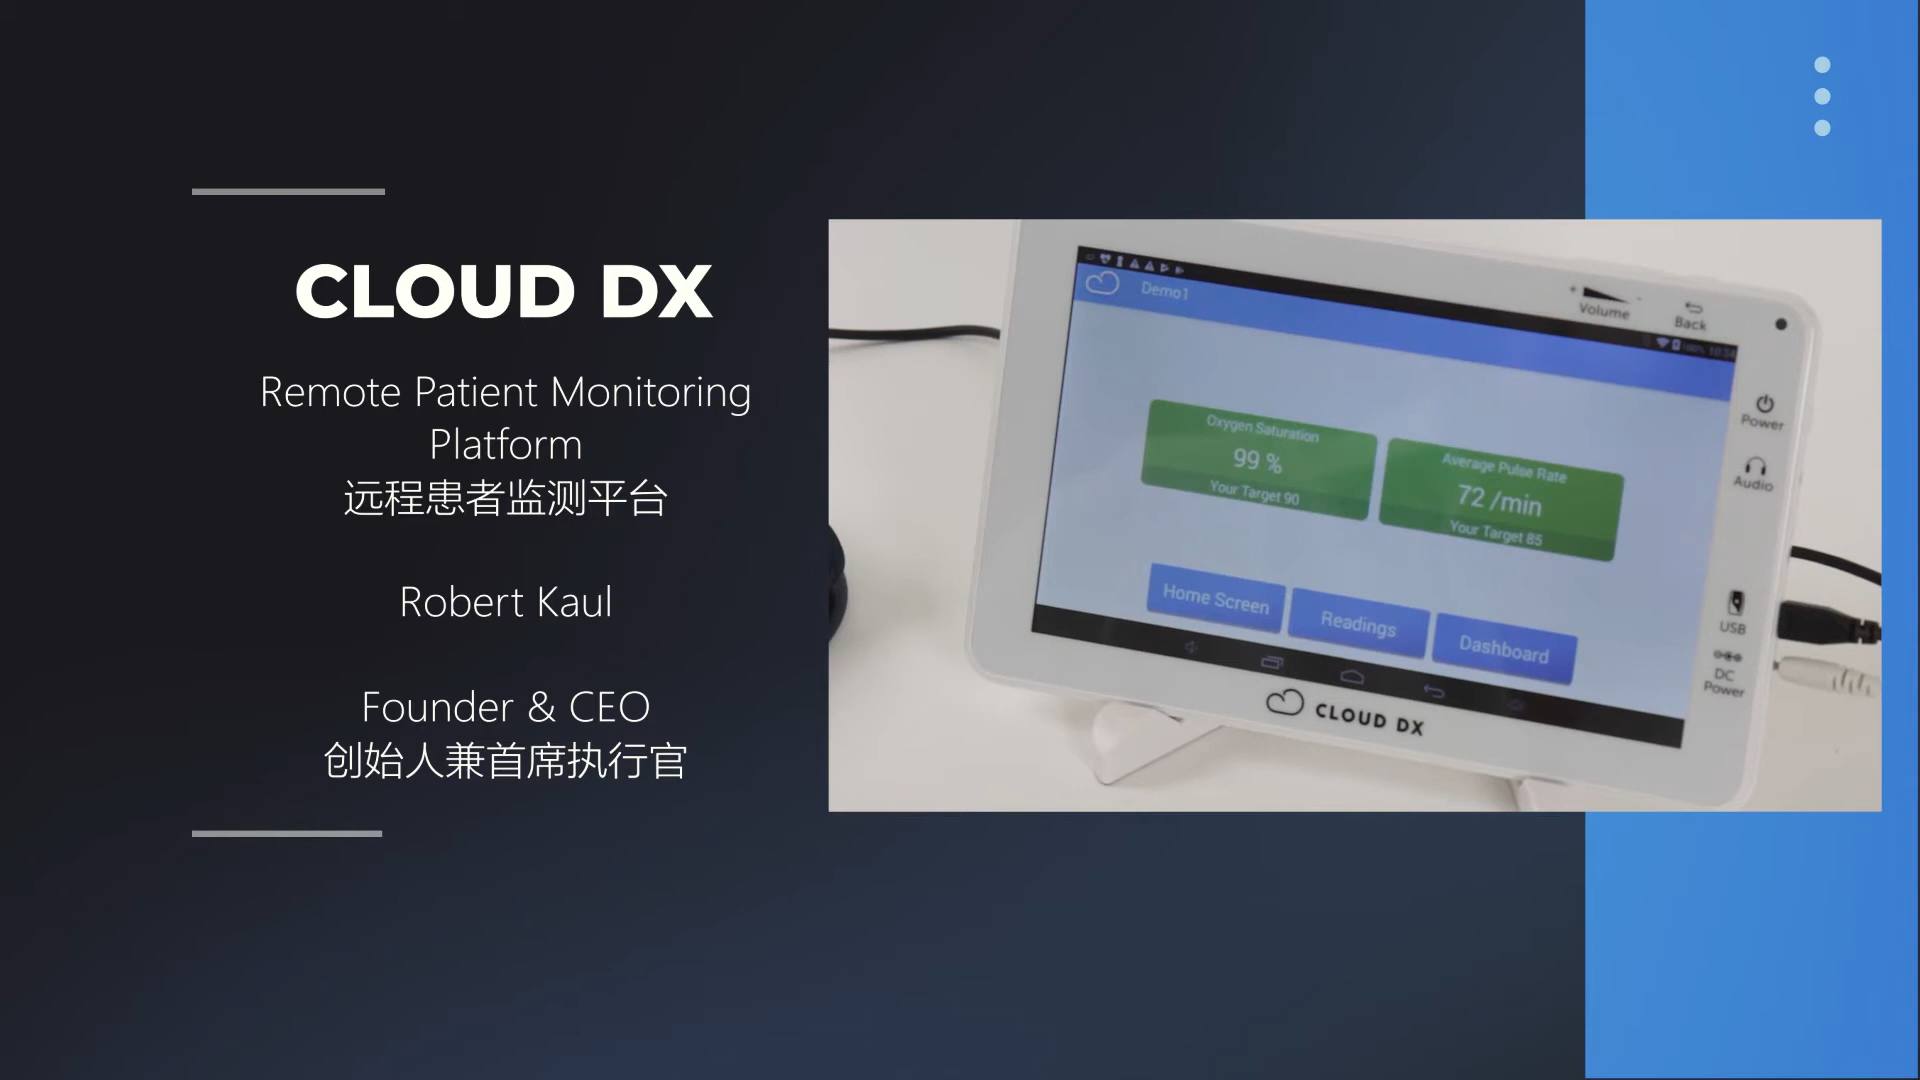 CLOUD DX
Remote Patient Monitoring
Platform
远程患者监测平台
Robert Kaul
Founder & CEO
创始人兼首席执行官
Demo1
Volume
Back
Oxygen Saturation
99 %
Your Target 90
Average Pulse Rate
72 /min
Your Target 85
Power
Audio
Home Screen
Readings
Dashboard
USB
DC
Power
CLOUD DX